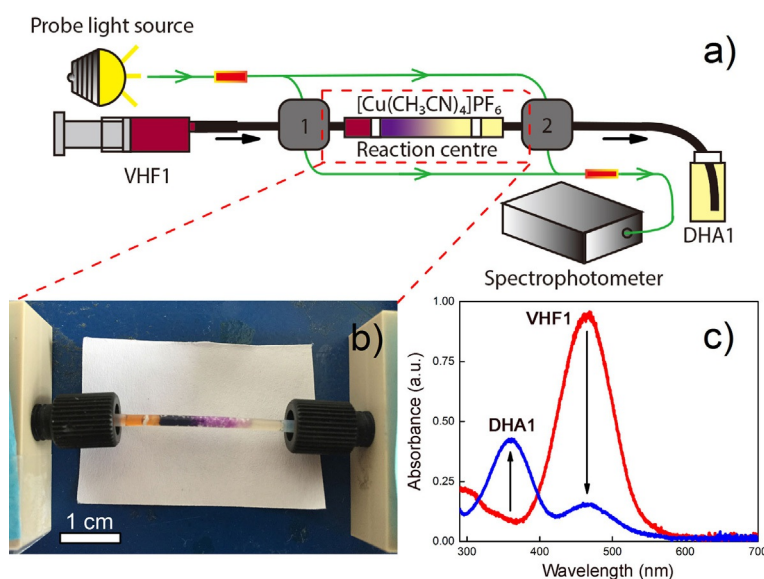 Probe light source
a)
[Cu(CH₃CN)₄]PF₆
1
2
Reaction centre
VHF1
DHA1
Spectrophotometer
b)
1 cm
c)
VHF1
DHA1
Absorbance (a.u.)
1.00
0.75
0.50
0.25
0.00
300
400
500
600
700
Wavelength (nm)